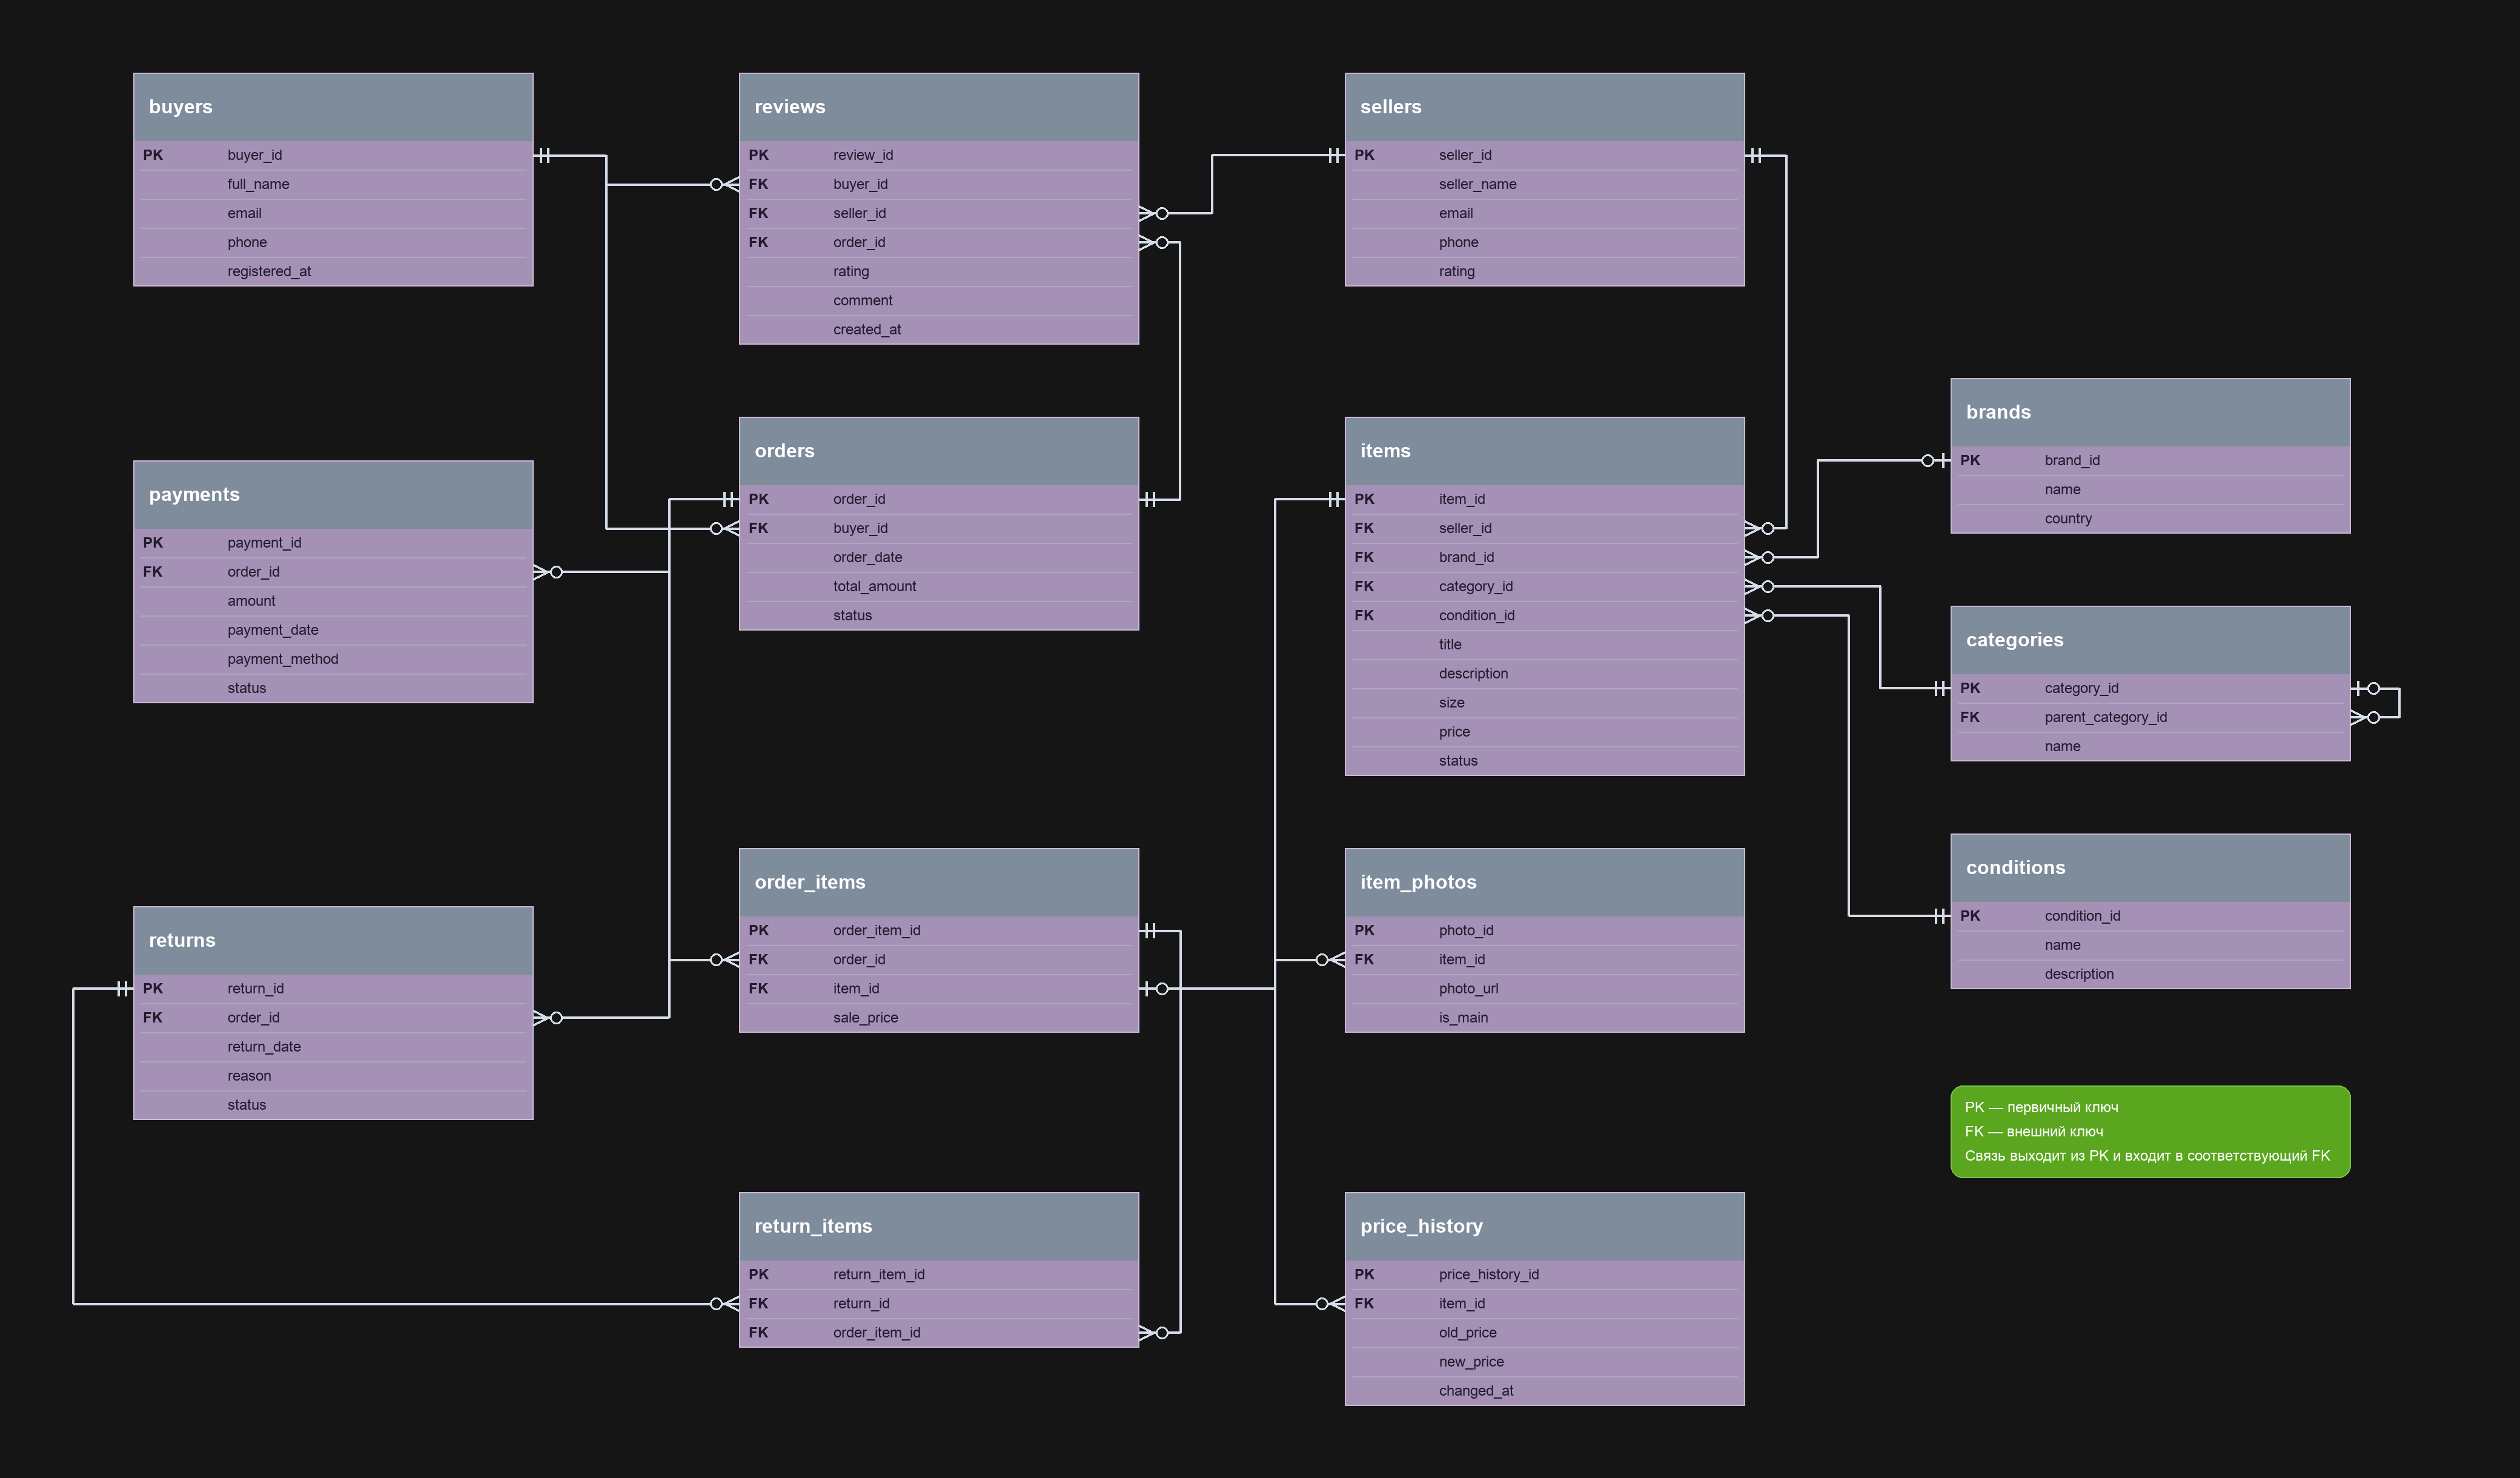 buyers
PK buyer_id
full_name
email
phone
registered_at
reviews
PK review_id
FK buyer_id
FK seller_id
FK order_id
rating
comment
created_at
sellers
PK seller_id
seller_name
email
phone
rating
brands
PK brand_id
name
country
payments
PK payment_id
FK order_id
amount
payment_date
payment_method
status
orders
PK order_id
FK buyer_id
order_date
total_amount
status
items
PK item_id
FK seller_id
FK brand_id
FK category_id
FK condition_id
title
description
size
price
status
categories
PK category_id
FK parent_category_id
name
conditions
PK condition_id
name
description
returns
PK return_id
FK order_id
return_date
reason
status
order_items
PK order_item_id
FK order_id
FK item_id
sale_price
item_photos
PK photo_id
FK item_id
photo_url
is_main
PK — первичный ключ
FK — внешний ключ
Связь выходит из PK и входит в соответствующий FK
return_items
PK return_item_id
FK return_id
FK order_item_id
price_history
PK price_history_id
FK item_id
old_price
new_price
changed_at